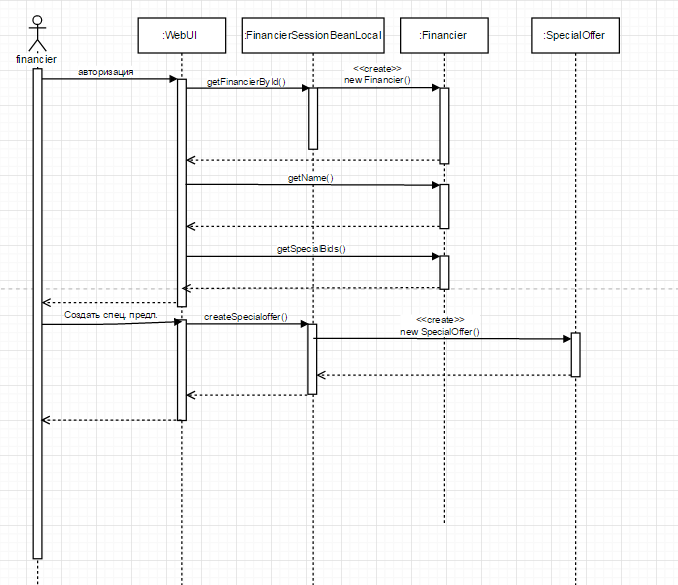 financier
:WebUI
:FinancierSessionBeanLocal
:Financier
:SpecialOffer
авторизация
getFinancierById()
<<create>>
new Financier()
getName()
getSpecialBids()
Создать спец. предл.
createSpecialoffer()
<<create>>
new SpecialOffer()